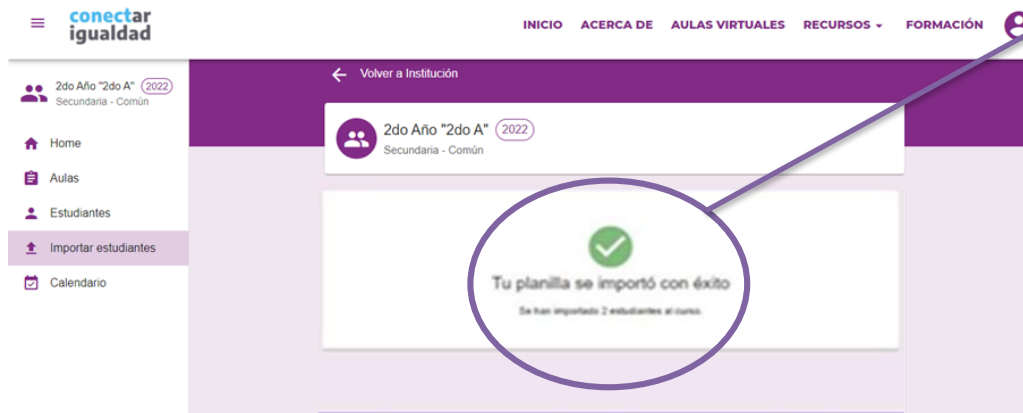 conectar
igualdad
INICIO ACERCA DE AULAS VIRTUALES RECURSOS FORMACIÓN
2do Año "2do A" 2022
Secundaria - Común
Home
Aulas
Estudiantes
Importar estudiantes
Calendario
Volver a Institución
2do Año "2do A" 2022
Secundaria - Común
Tu planilla se importó con éxito
Se han importado 2 estudiantes al curso.